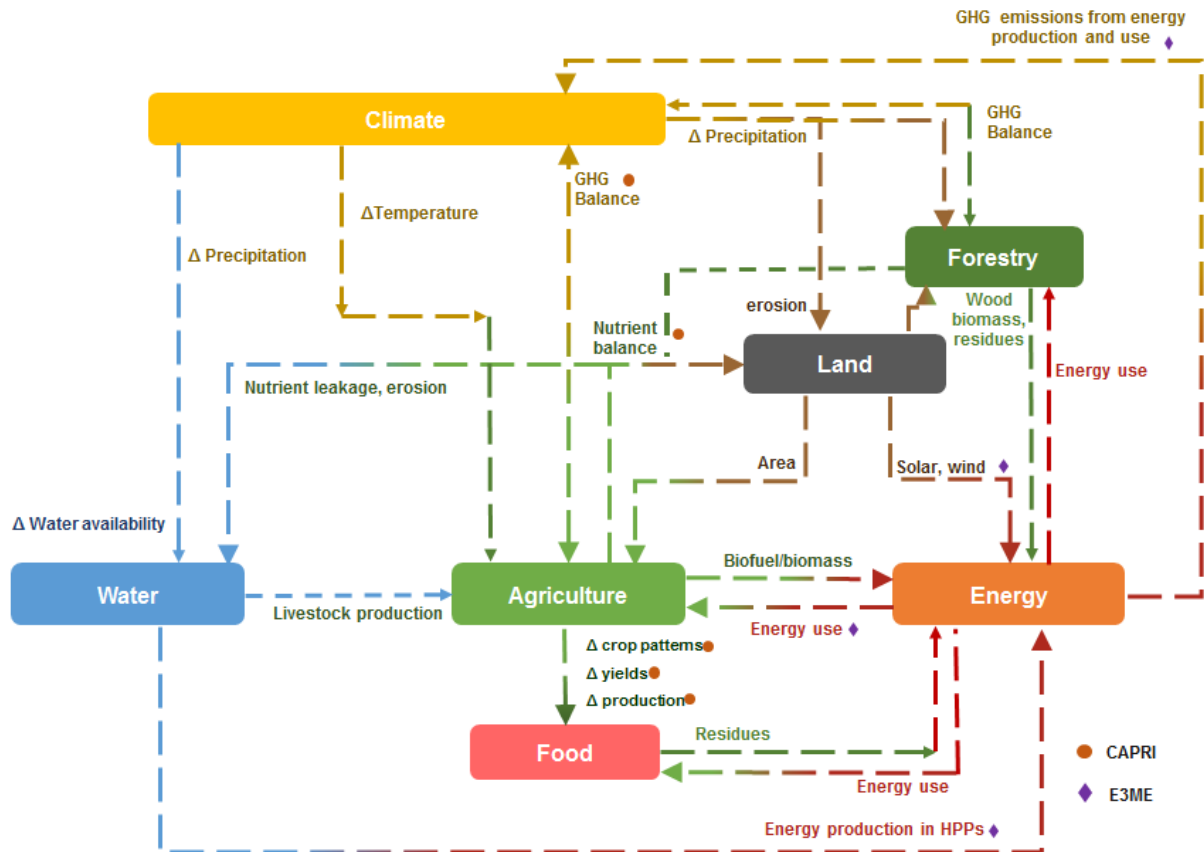 GHG emissions from energy
production and use
Climate
Δ Precipitation
GHG
Balance
GHG
Balance
ΔTemperature
Δ Precipitation
Forestry
erosion
Wood
biomass,
residues
Nutrient
balance
Land
Energy use
Nutrient leakage, erosion
Area
Solar, wind
Δ Water availability
Biofuel/biomass
Water
Agriculture
Energy
Livestock production
Energy use
Δ crop patterns
Δ yields
Δ production
Food
Residues
CAPRI
Energy use
E3ME
Energy production in HPPs